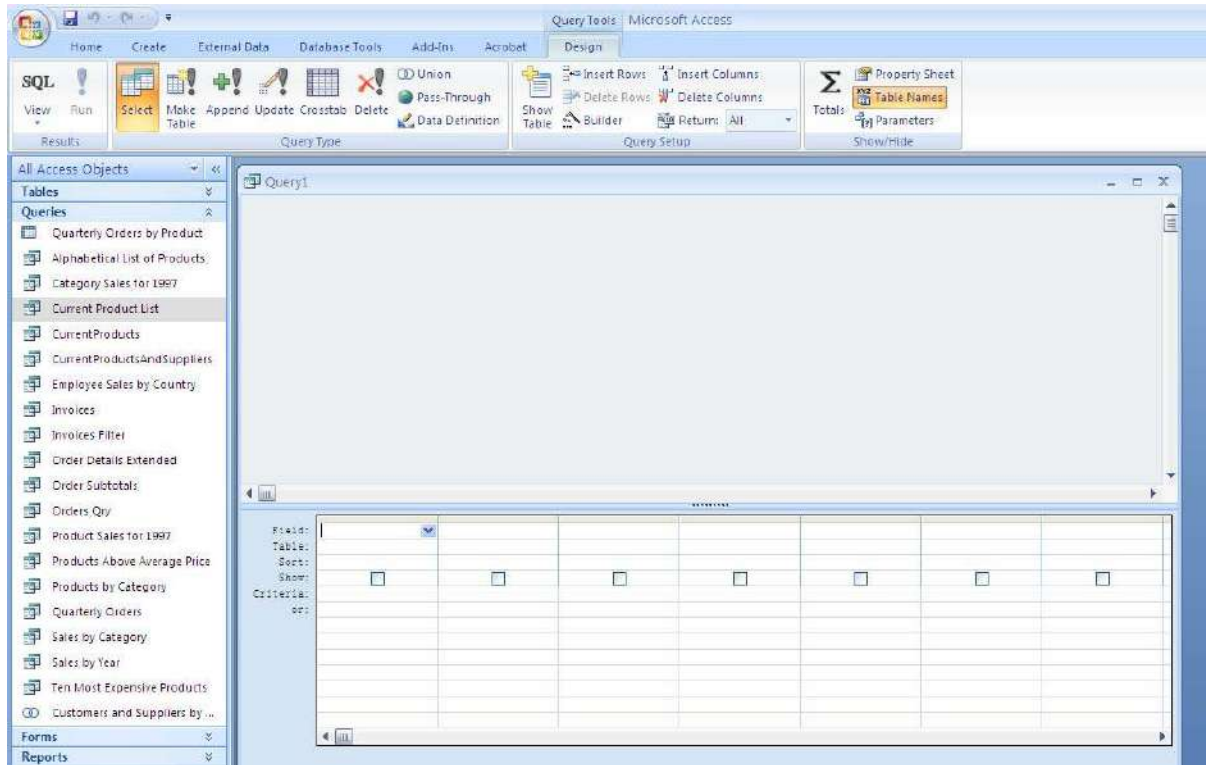 Query Tools Microsoft Access
Home Create External Data Database Tools Add-Ins Acrobat Design
SQL
View
Run
Results
Select
Make Table
Append
Update
Crosstab
Delete
Union
Pass-Through
Data Definition
Query Type
Show Table
Insert Rows
Delete Rows
Builder
Insert Columns
Delete Columns
Return: All
Query Setup
Totals
Property Sheet
Table Names
Parameters
Show/Hide
All Access Objects
Tables
Queries
Quarterly Orders by Product
Alphabetical List of Products
Category Sales for 1997
Current Product List
CurrentProducts
CurrentProductsAndSuppliers
Employee Sales by Country
Invoices
Invoices Filter
Order Details Extended
Order Subtotals
Orders Qry
Product Sales for 1997
Products Above Average Price
Products by Category
Quarterly Orders
Sales by Category
Sales by Year
Ten Most Expensive Products
Customers and Suppliers by ...
Forms
Reports
Query1
Field:
Table:
Sort:
Show:
Criteria:
or: